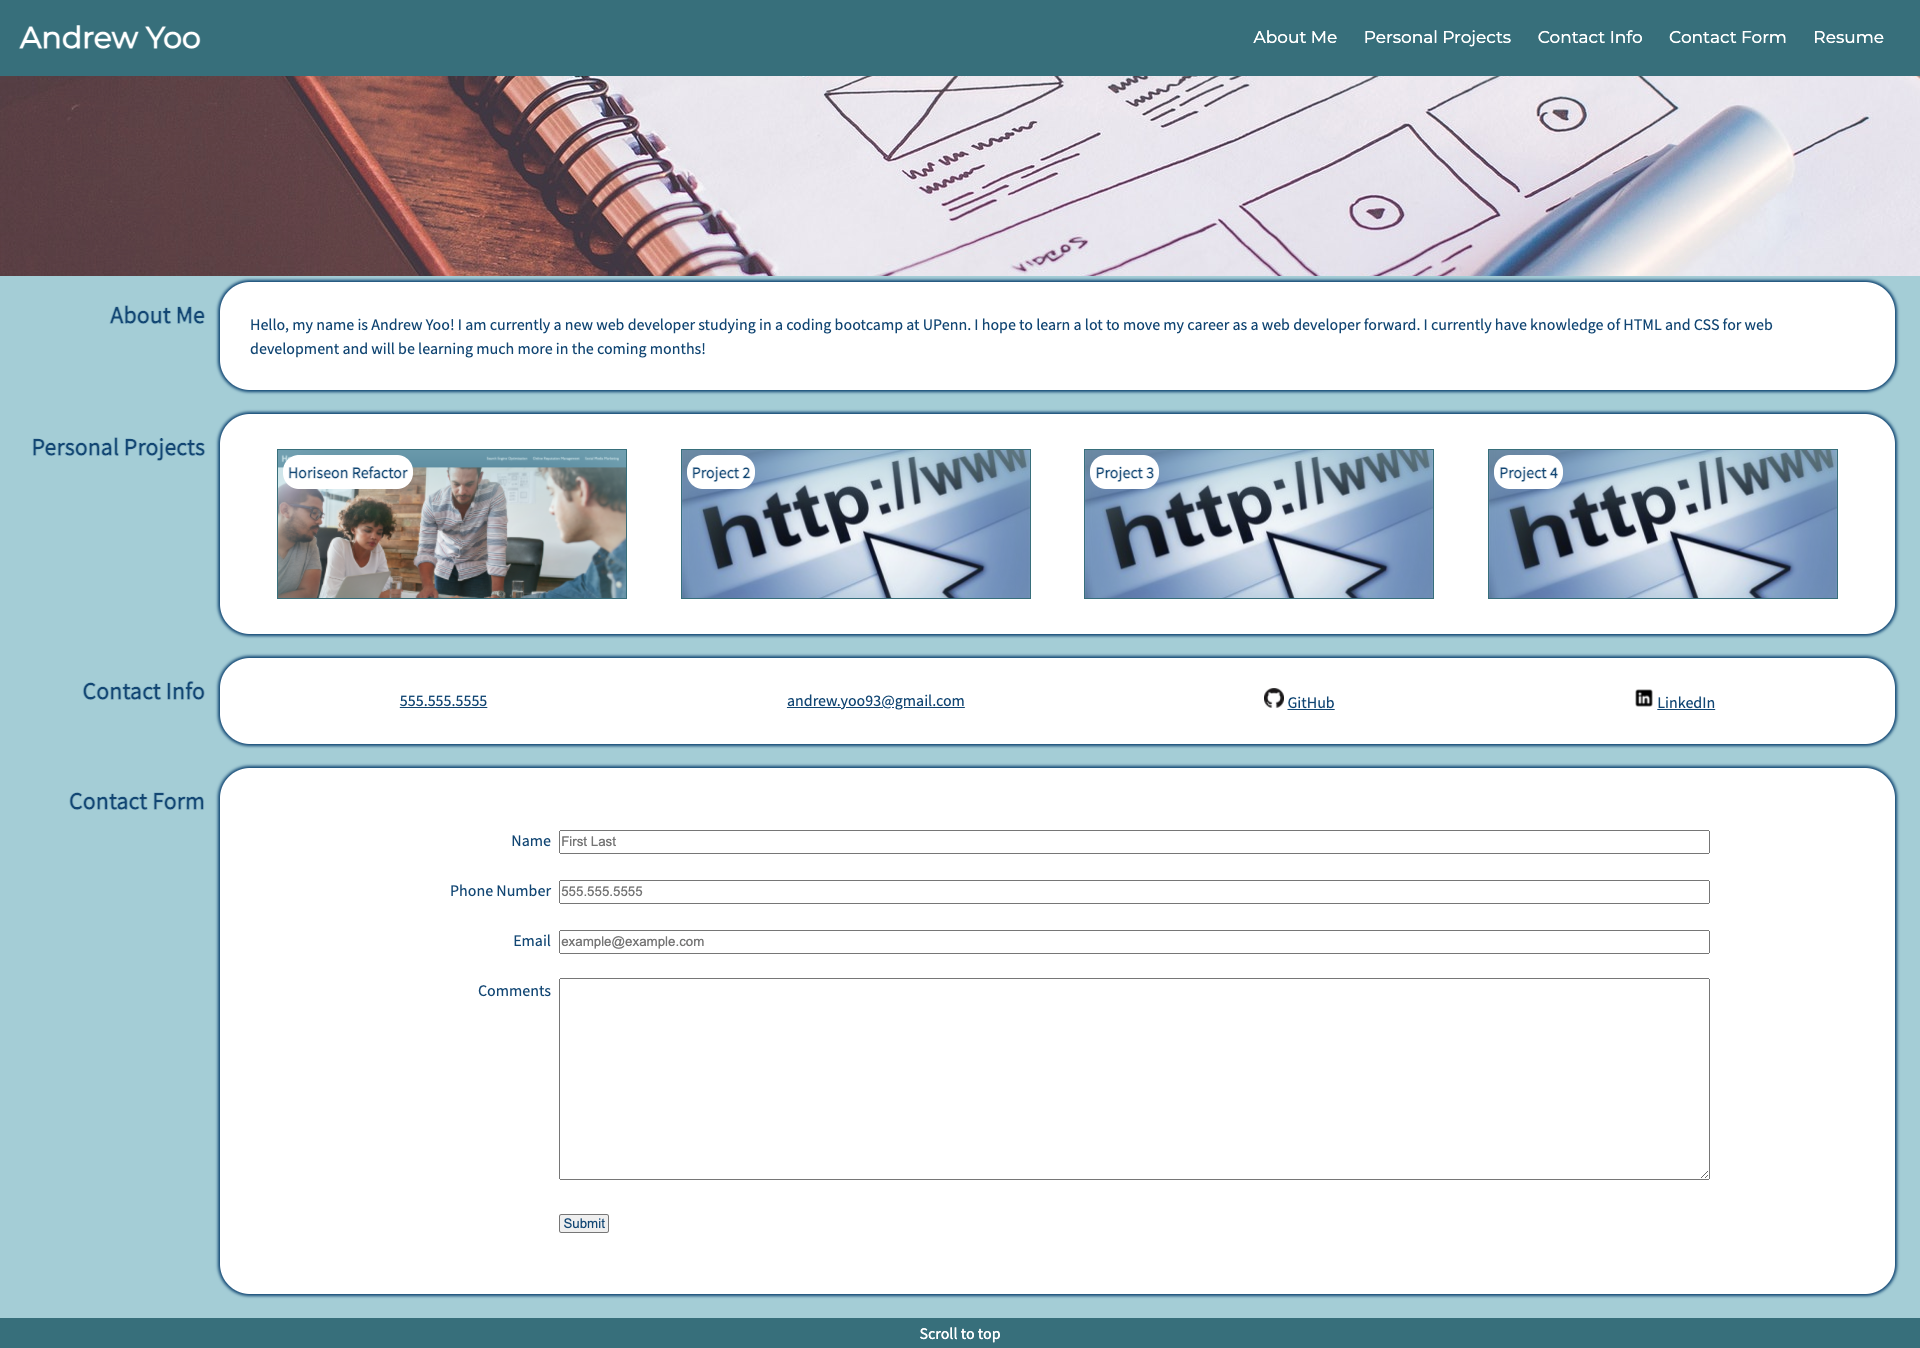 Andrew Yoo
About Me
Personal Projects
Contact Info
Contact Form
Resume
VIDEOS
About Me
Hello, my name is Andrew Yoo! I am currently a new web developer studying in a coding bootcamp at UPenn. I hope to learn a lot to move my career as a web developer forward. I currently have knowledge of HTML and CSS for web
development and will be learning much more in the coming months!
Personal Projects
Horiseon Refactor
Project 2
http://www
Project 3
http://www
Project 4
http://www
Contact Info
555.555.5555
andrew.yoo93@gmail.com
GitHub
in
LinkedIn
Contact Form
Name
First Last
Phone Number
555.555.5555
Email
example@example.com
Comments
Submit
Scroll to top